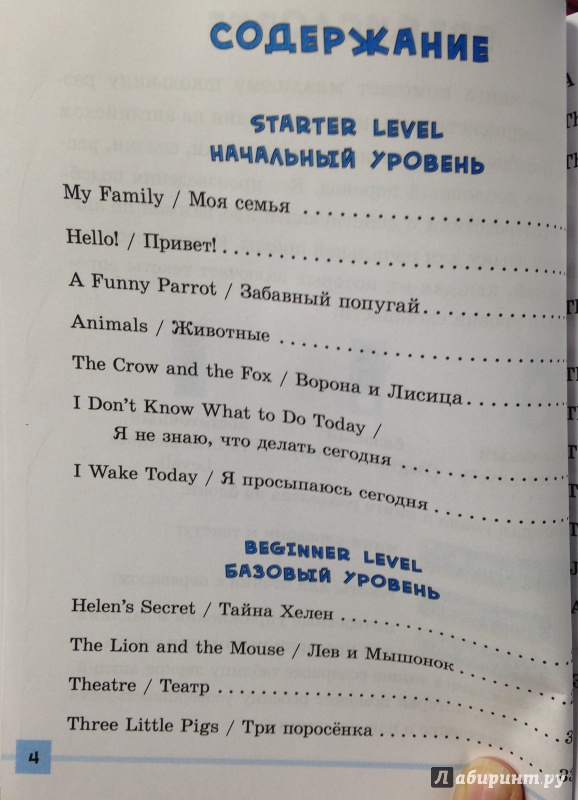 СОДЕРЖАНИЕ
STARTER LEVEL
НАЧАЛЬНЫЙ УРОВЕНЬ
My Family / Моя семья
Hello! / Привет!
A Funny Parrot / Забавный попугай
Animals / Животные
The Crow and the Fox / Ворона и Лисица
I Don't Know What to Do Today /
Я не знаю, что делать сегодня
I Wake Today / Я просыпаюсь сегодня
BEGINNER LEVEL
БАЗОВЫЙ УРОВЕНЬ
Helen's Secret / Тайна Хелен
The Lion and the Mouse / Лев и Мышонок
Theatre / Театр
Three Little Pigs / Три поросёнка
4
Лабиринт.ру